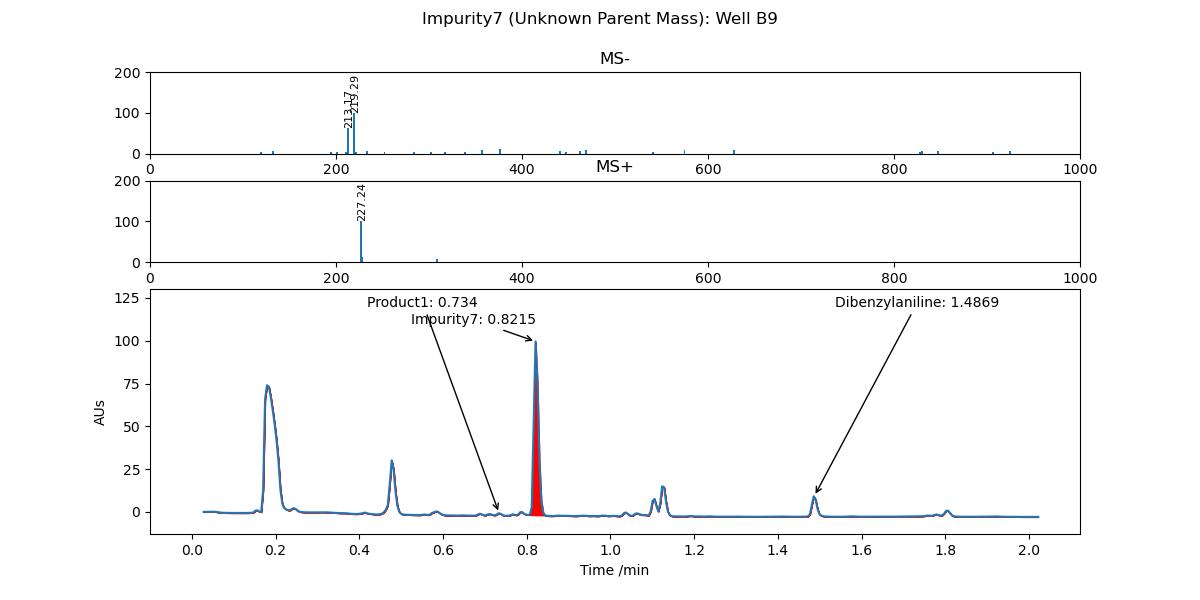 Impurity7 (Unknown Parent Mass): Well B9
MS-
200
100
0
213.17
219.29
0 200 400 600 800 1000
MS+
200
100
0
227.24
0 200 400 600 800 1000
125
100
75
50
25
0
AUs
Product1: 0.734
Impurity7: 0.8215
Dibenzylaniline: 1.4869
0.0 0.2 0.4 0.6 0.8 1.0 1.2 1.4 1.6 1.8 2.0
Time /min